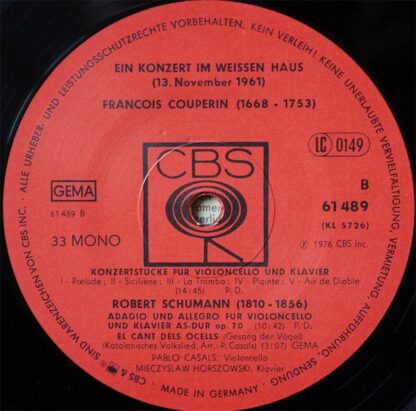 ALLE URHEBER- UND LEISTUNGSSCHUTZRECHTE VORBEHALTEN. KEIN VERLEIH! KEINE UNERLAUBTE VERVIELFÄLTIGUNG, VERMIETUNG, AUFFÜHRUNG, SENDUNG.
EIN KONZERT IM WEISSEN HAUS
(13. November 1961)
FRANCOIS COUPERIN (1668 - 1753)
CBS
LC 0149
GEMA
B
61 489 B
61 489
(KL 5726)
33 MONO
℗ 1976 CBS Inc.
KONZERTSTÜCKE FÜR VIOLONCELLO UND KLAVIER
I - Prélude; II - Siciliene; III - La Tromba; IV - Plainte; V - Air de Diable
(14:45) P. D.
ROBERT SCHUMANN (1810 - 1856)
ADAGIO UND ALLEGRO FÜR VIOLONCELLO
UND KLAVIER AS-DUR op. 70 (10:42) P. D.
EL CANT DELS OCELLS (Gesang der Vögel)
(Katalanisches Volkslied, Arr.: P. Casals) (3:07) GEMA
PABLO CASALS, Violoncello
MIECZYSLAW HORSZOWSKI, Klavier
CBS & SIND WARENZEICHEN VON CBS INC.
MADE IN GERMANY